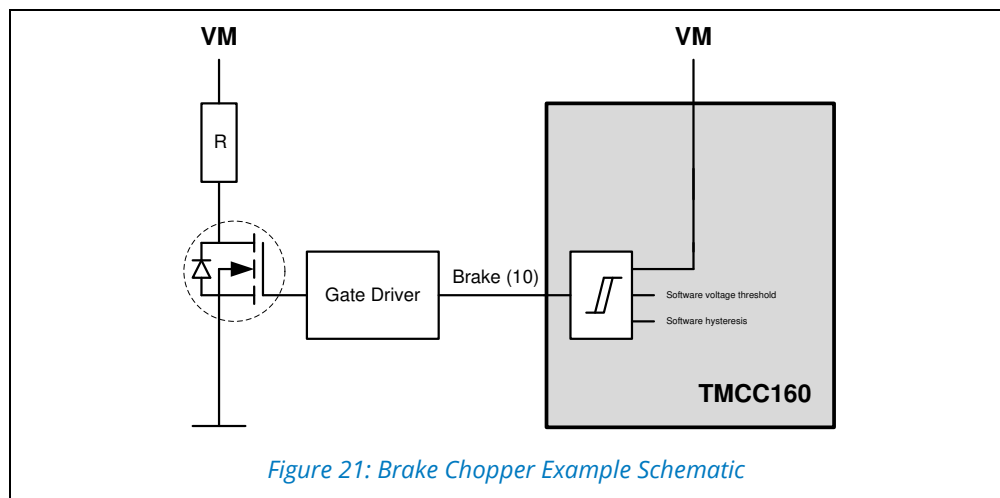 VM
VM
R
Gate Driver
Brake (10)
Software voltage threshold
Software hysteresis
TMCC160
Figure 21: Brake Chopper Example Schematic